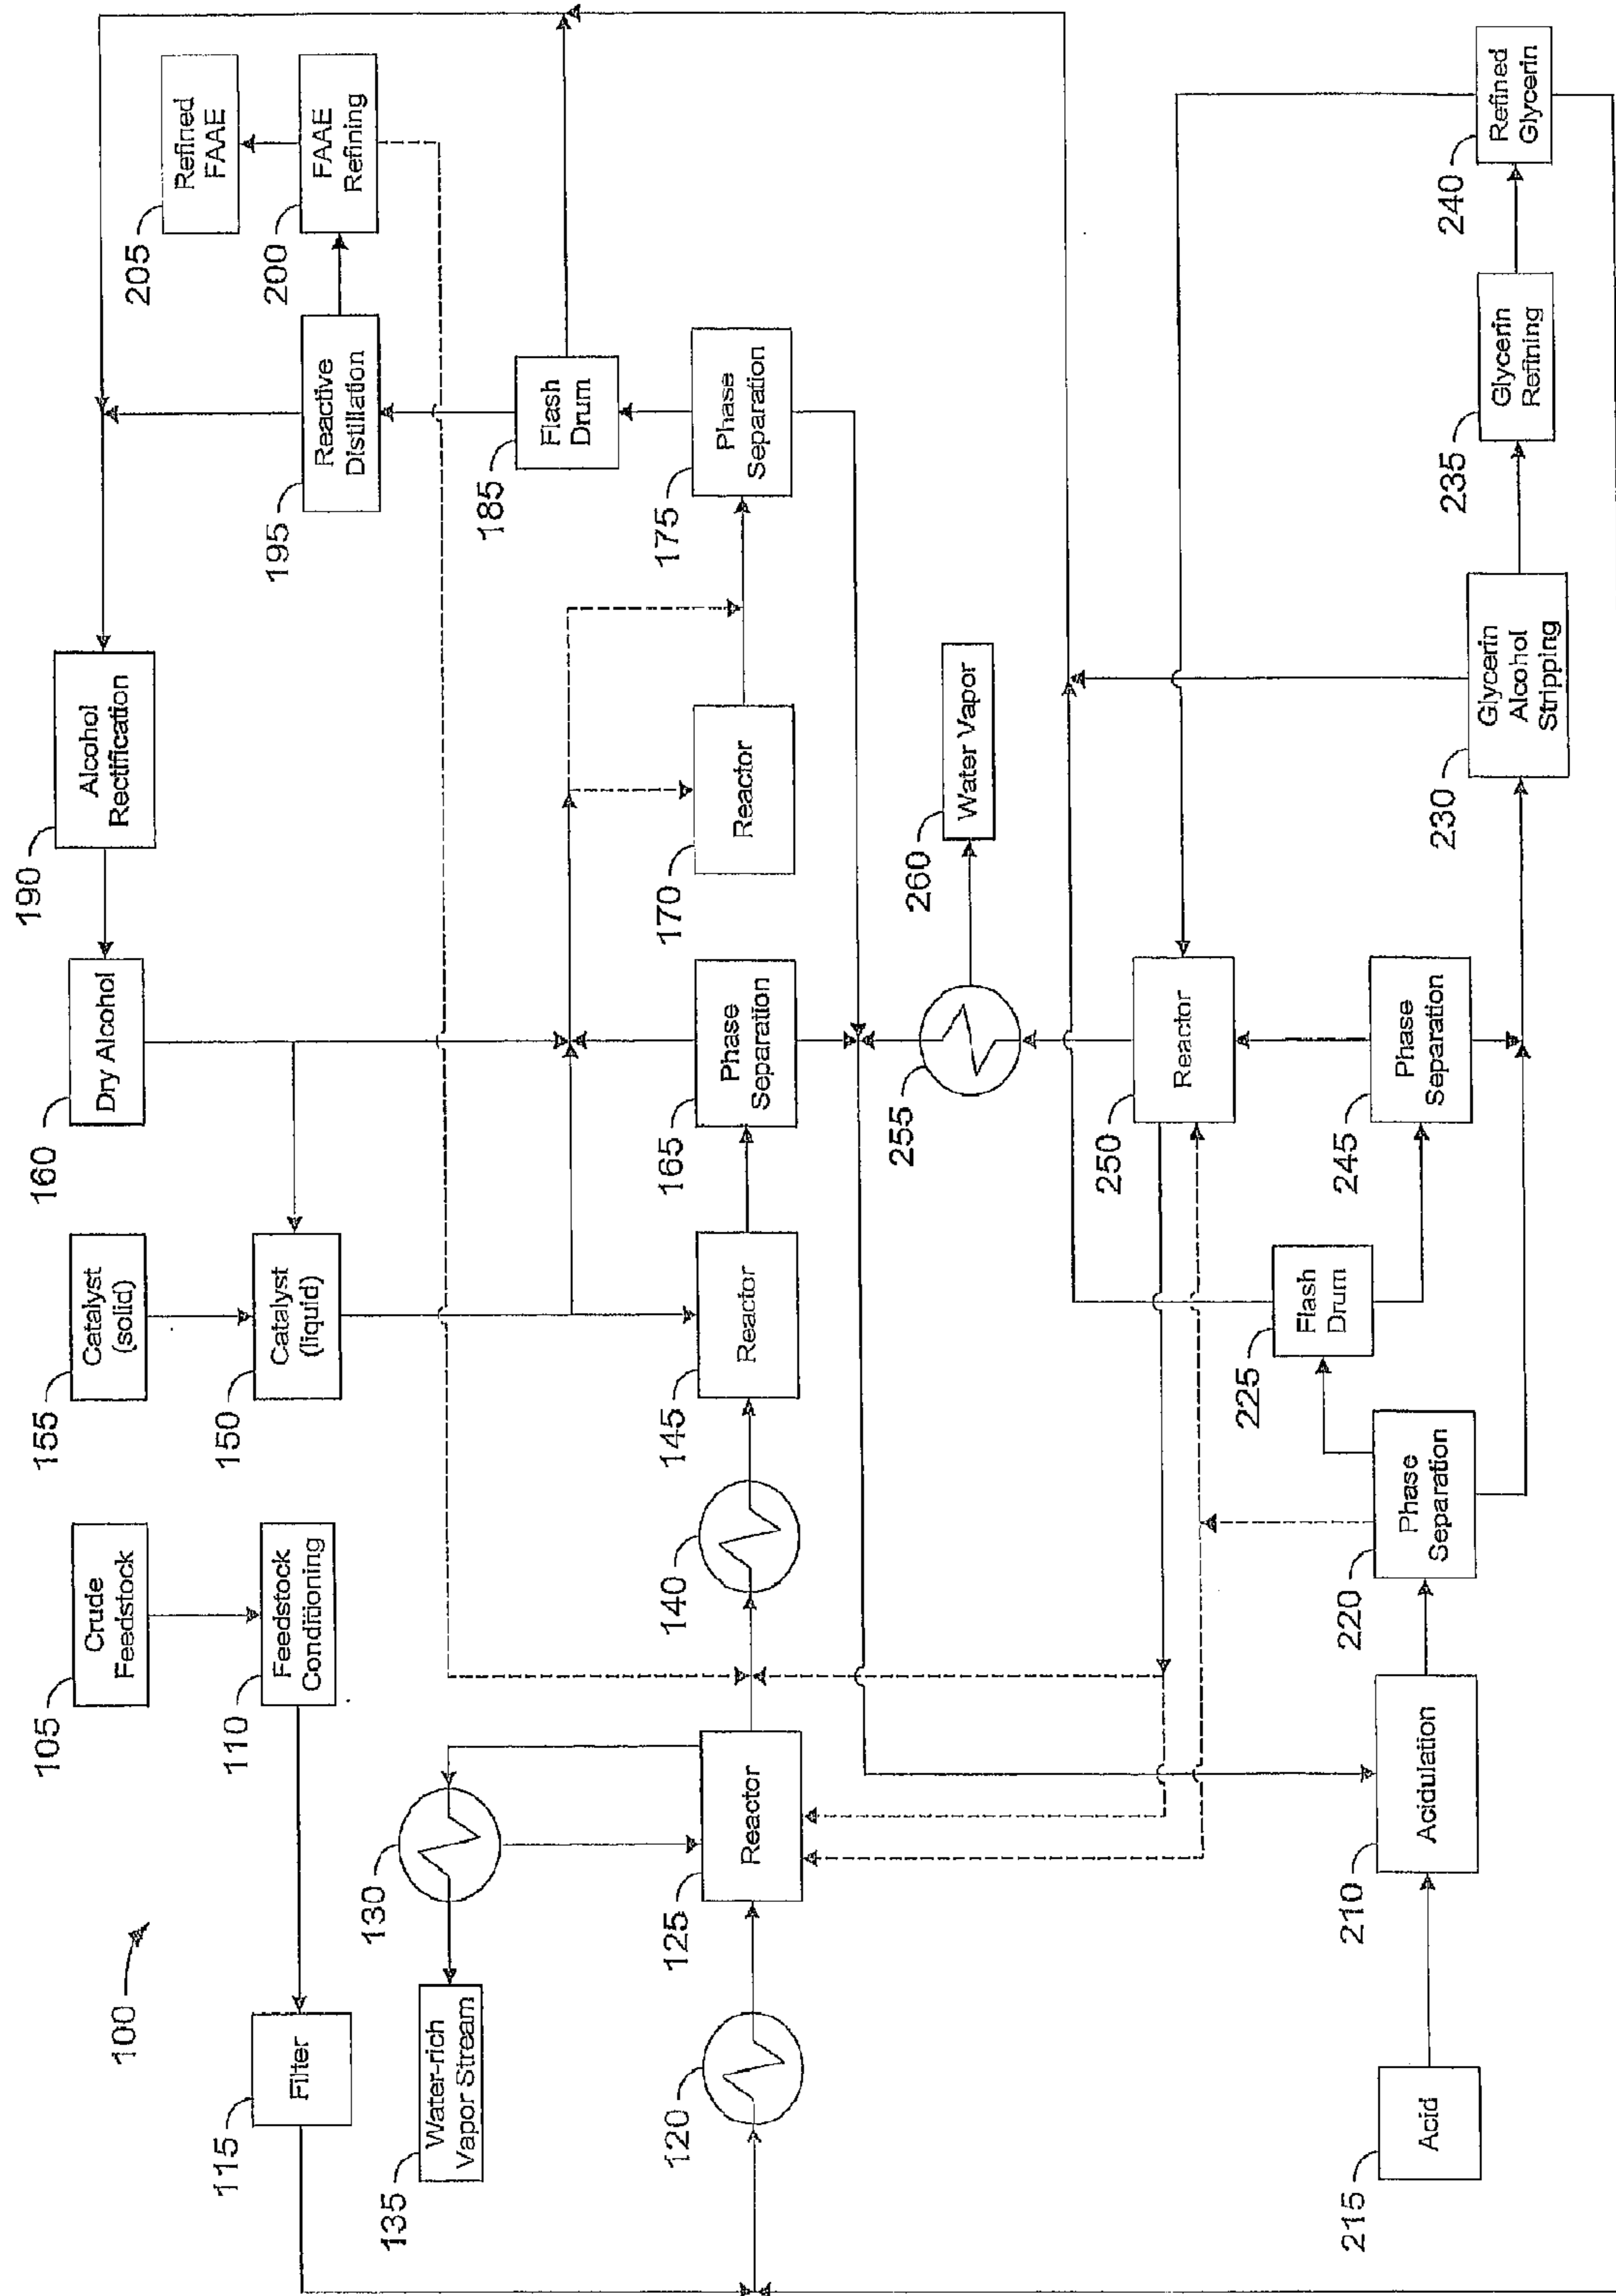 100
105
Crude
Feedstock
110
Feedstock
Conditioning
115
Filter
155
Catalyst
(solid)
150
Catalyst
(liquid)
160
Dry Alcohol
190
Alcohol
Rectification
205
Refined
FAAE
200
FAAE
Refining
195
Reactive
Distillation
185
Flash
Drum
135
Water-rich
Vapor Stream
130
120
125
Reactor
140
145
Reactor
165
Phase
Separation
170
Reactor
175
Phase
Separation
255
260
Water Vapor
250
Reactor
215
Acid
210
Acidulation
220
Phase
Separation
225
Flash
Drum
245
Phase
Separation
230
Glycerin
Alcohol
Stripping
235
Glycerin
Refining
240
Refined
Glycerin